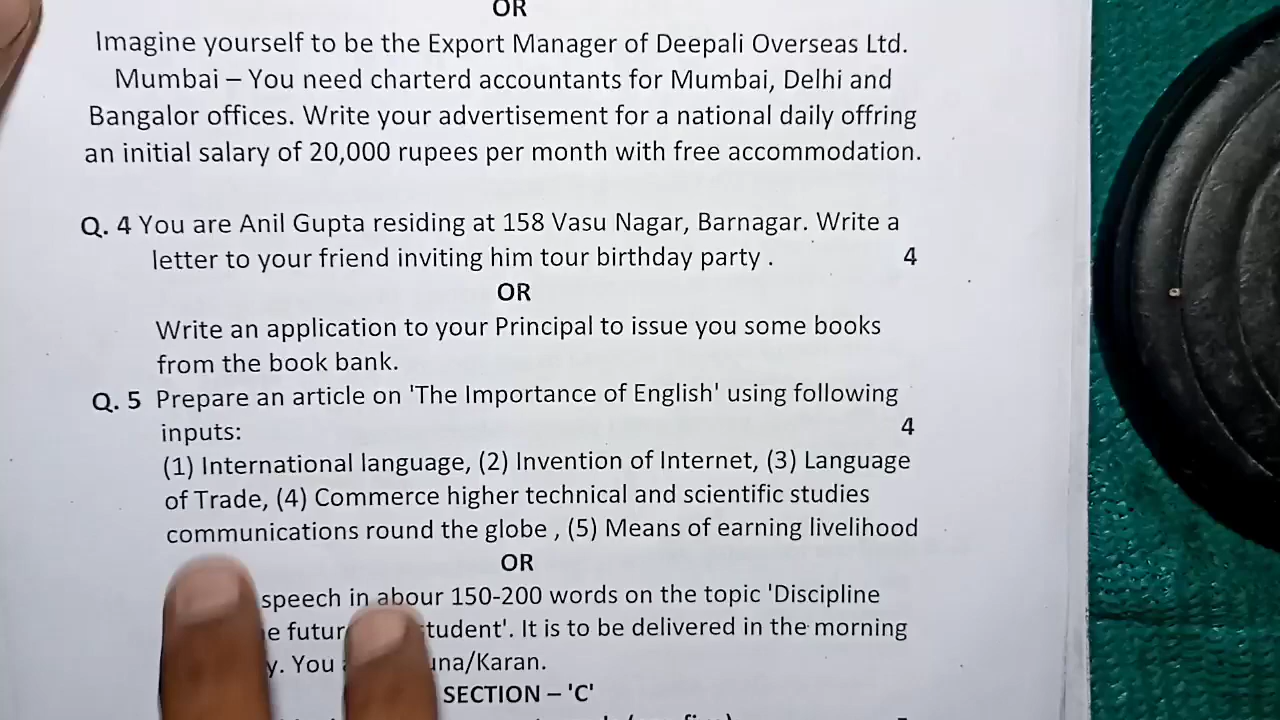 OR
Imagine yourself to be the Export Manager of Deepali Overseas Ltd.
Mumbai – You need charterd accountants for Mumbai, Delhi and
Bangalor offices. Write your advertisement for a national daily offring
an initial salary of 20,000 rupees per month with free accommodation.
Q. 4 You are Anil Gupta residing at 158 Vasu Nagar, Barnagar. Write a
letter to your friend inviting him tour birthday party . 4
OR
Write an application to your Principal to issue you some books
from the book bank.
Q. 5 Prepare an article on 'The Importance of English' using following
inputs: 4
(1) International language, (2) Invention of Internet, (3) Language
of Trade, (4) Commerce higher technical and scientific studies
communications round the globe , (5) Means of earning livelihood
OR
speech in abour 150-200 words on the topic 'Discipline
student'. It is to be delivered in the morning
You /Karan.
SECTION – 'C'